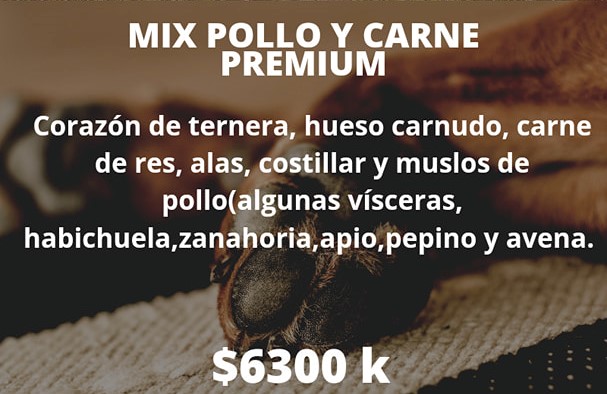 MIX POLLO Y CARNE
PREMIUM
Corazón de ternera, hueso carnudo, carne
de res, alas, costillar y muslos de
pollo(algunas vísceras,
habichuela,zanahoria,apio,pepino y avena.
$6300 k